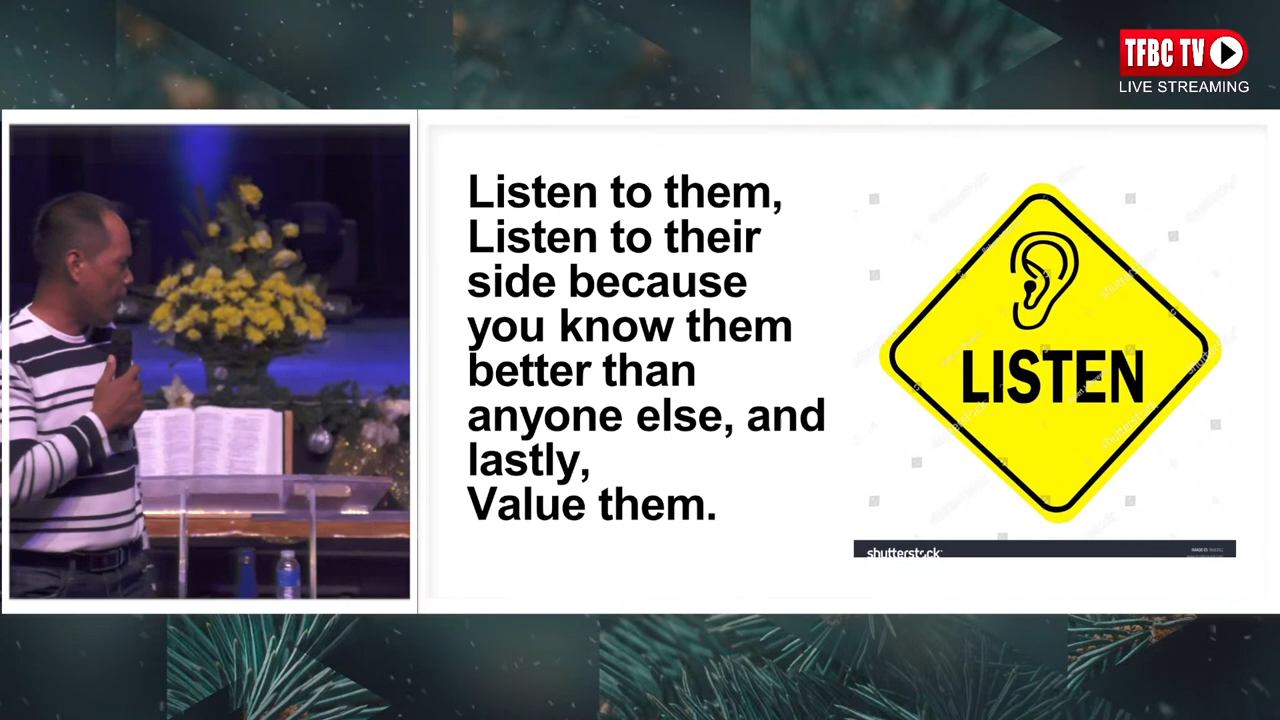 TFBC TV
LIVE STREAMING
Listen to them,
Listen to their
side because
you know them
better than
anyone else, and
lastly,
Value them.
LISTEN
shutterstock